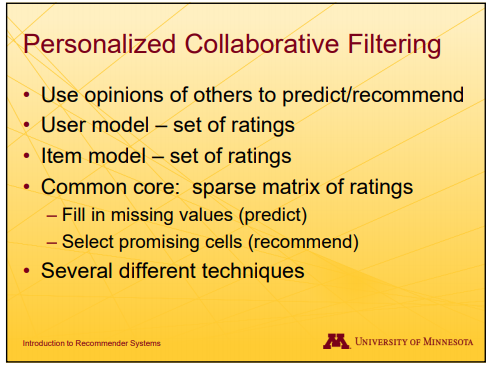 Personalized Collaborative Filtering
• Use opinions of others to predict/recommend
• User model – set of ratings
• Item model – set of ratings
• Common core:  sparse matrix of ratings
– Fill in missing values (predict)
– Select promising cells (recommend)
• Several different techniques
Introduction to Recommender Systems
M UNIVERSITY OF MINNESOTA